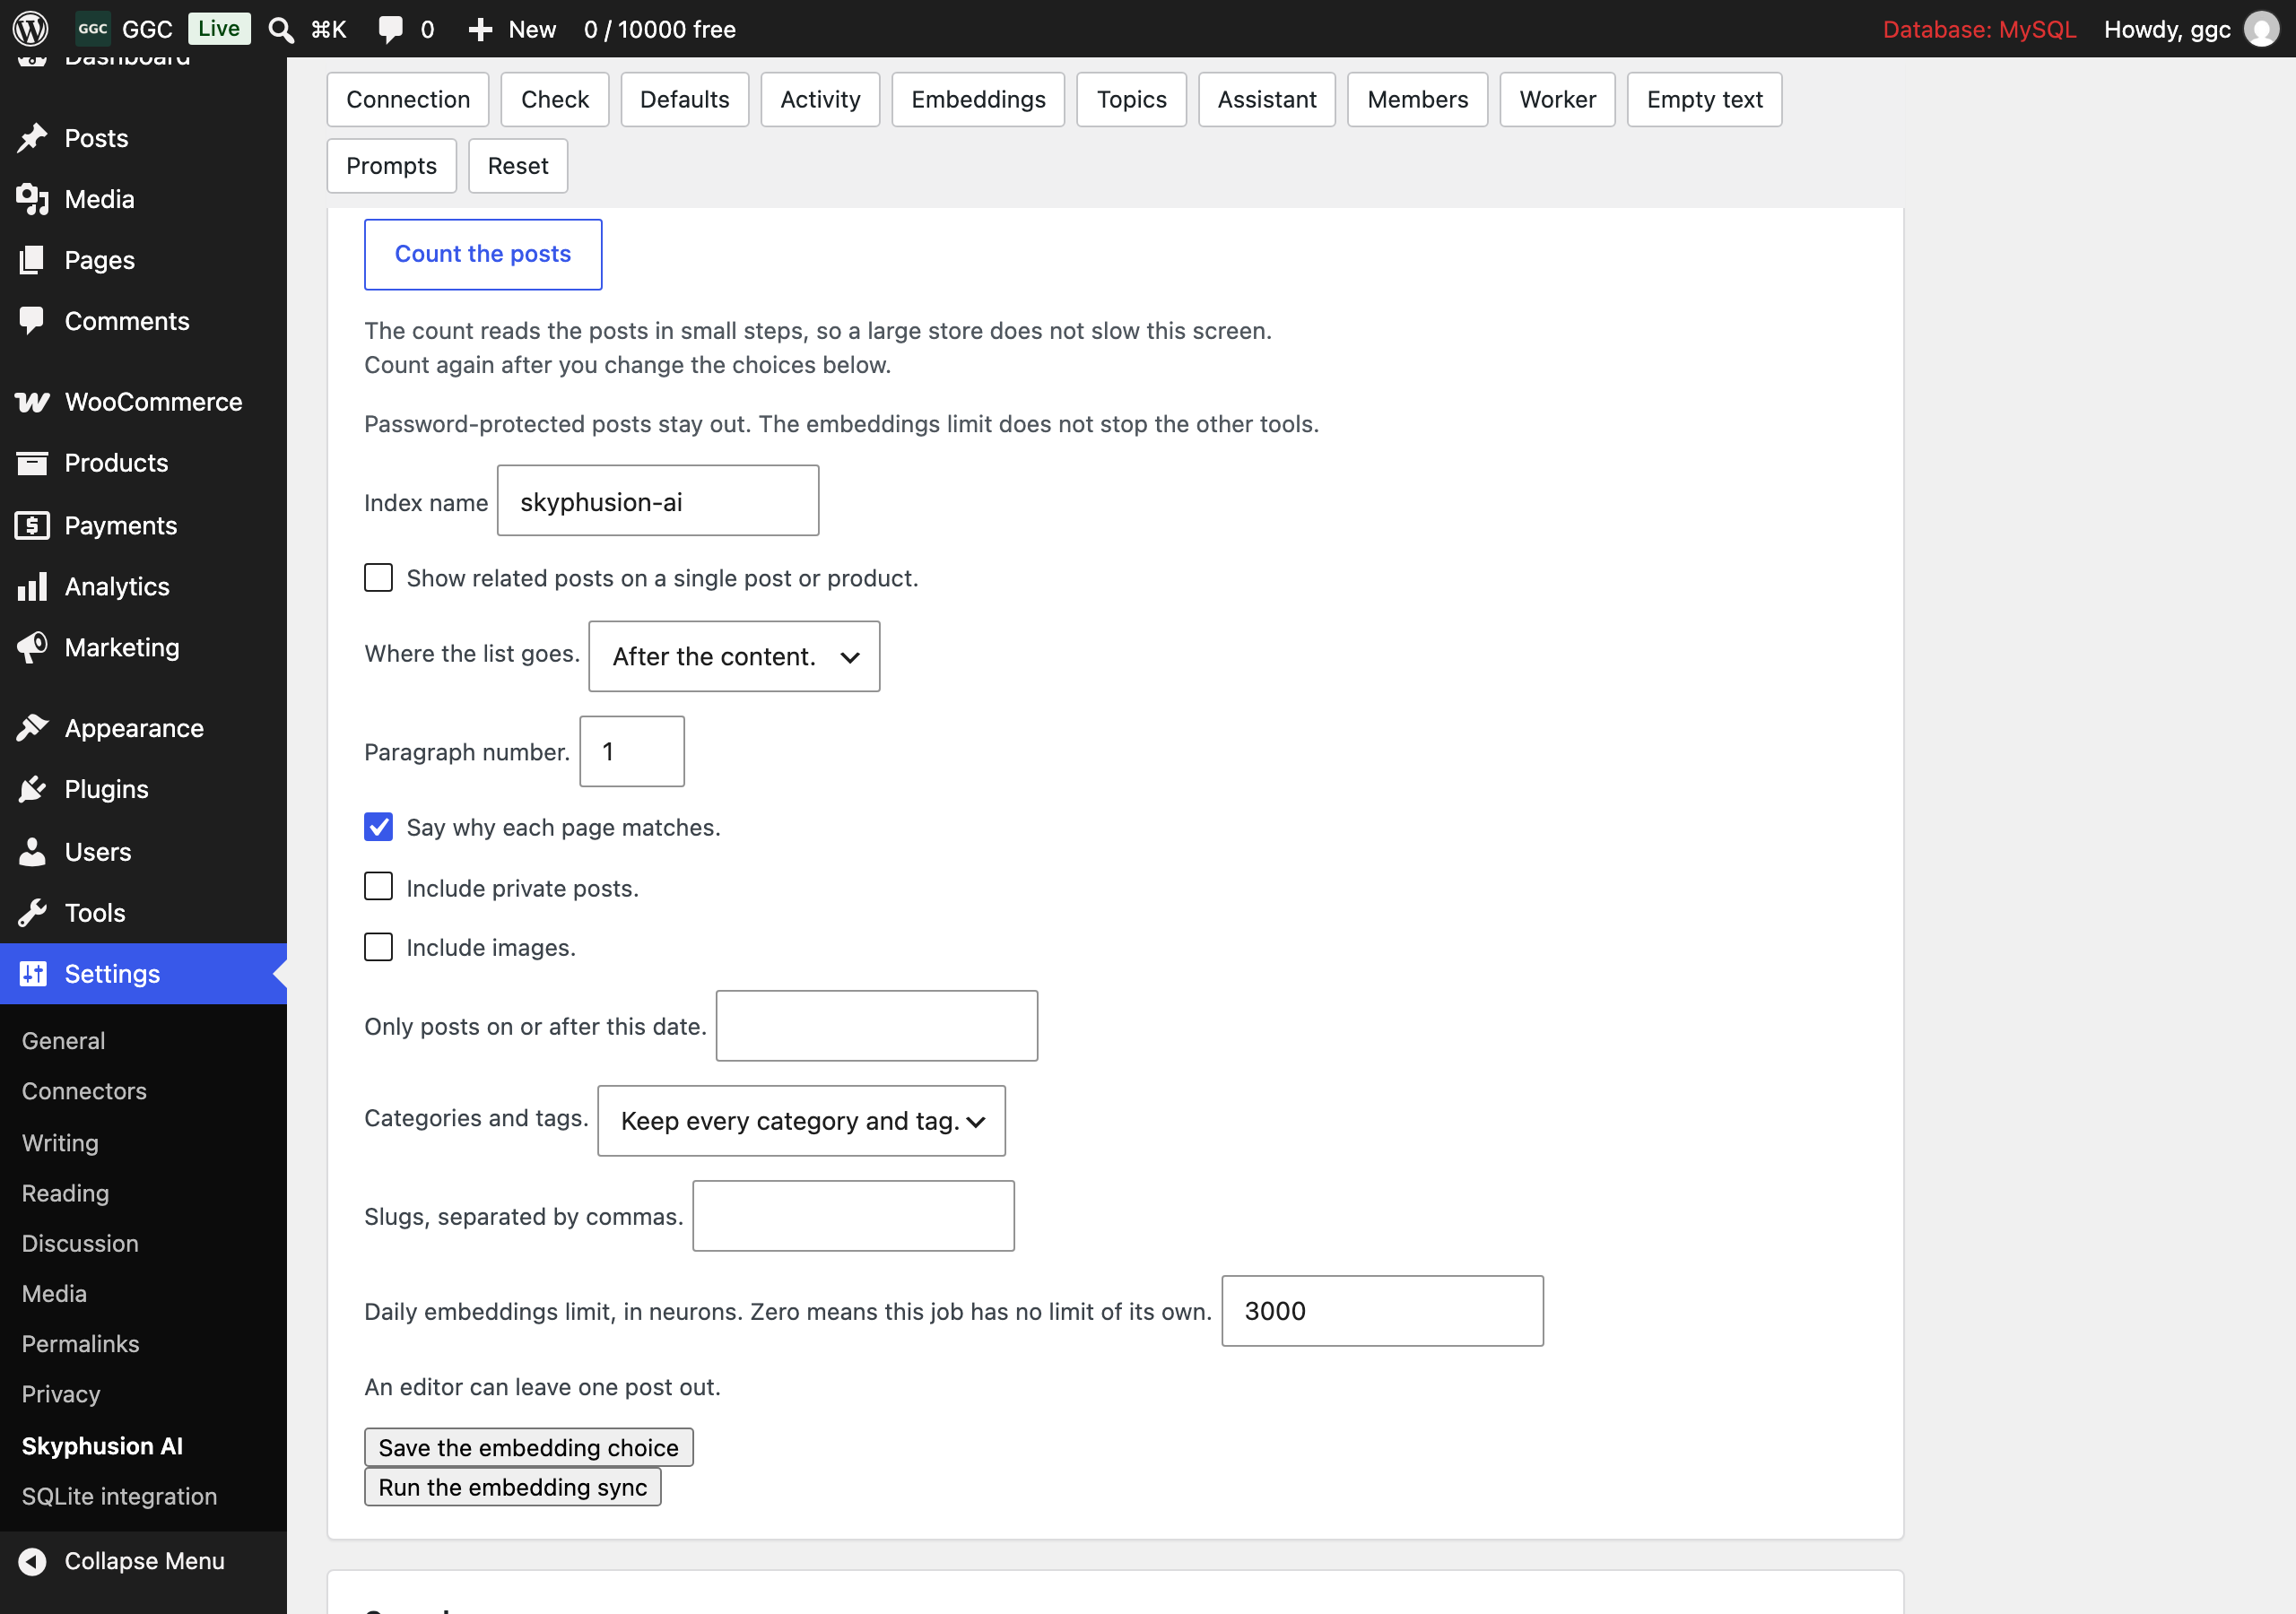 GGC GGC Live ⌘K 0 New 0 / 10000 free Database: MySQL Howdy, ggc
Dashboard
Posts
Media
Pages
Comments
WooCommerce
Products
Payments
Analytics
Marketing
Appearance
Plugins
Users
Tools
Settings
General
Connectors
Writing
Reading
Discussion
Media
Permalinks
Privacy
Skyphusion AI
SQLite integration
Collapse Menu
Connection Check Defaults Activity Embeddings Topics Assistant Members Worker Empty text
Prompts Reset
Count the posts
The count reads the posts in small steps, so a large store does not slow this screen.
Count again after you change the choices below.
Password-protected posts stay out. The embeddings limit does not stop the other tools.
Index name skyphusion-ai
Show related posts on a single post or product.
Where the list goes. After the content.
Paragraph number. 1
Say why each page matches.
Include private posts.
Include images.
Only posts on or after this date.
Categories and tags. Keep every category and tag.
Slugs, separated by commas.
Daily embeddings limit, in neurons. Zero means this job has no limit of its own. 3000
An editor can leave one post out.
Save the embedding choice
Run the embedding sync